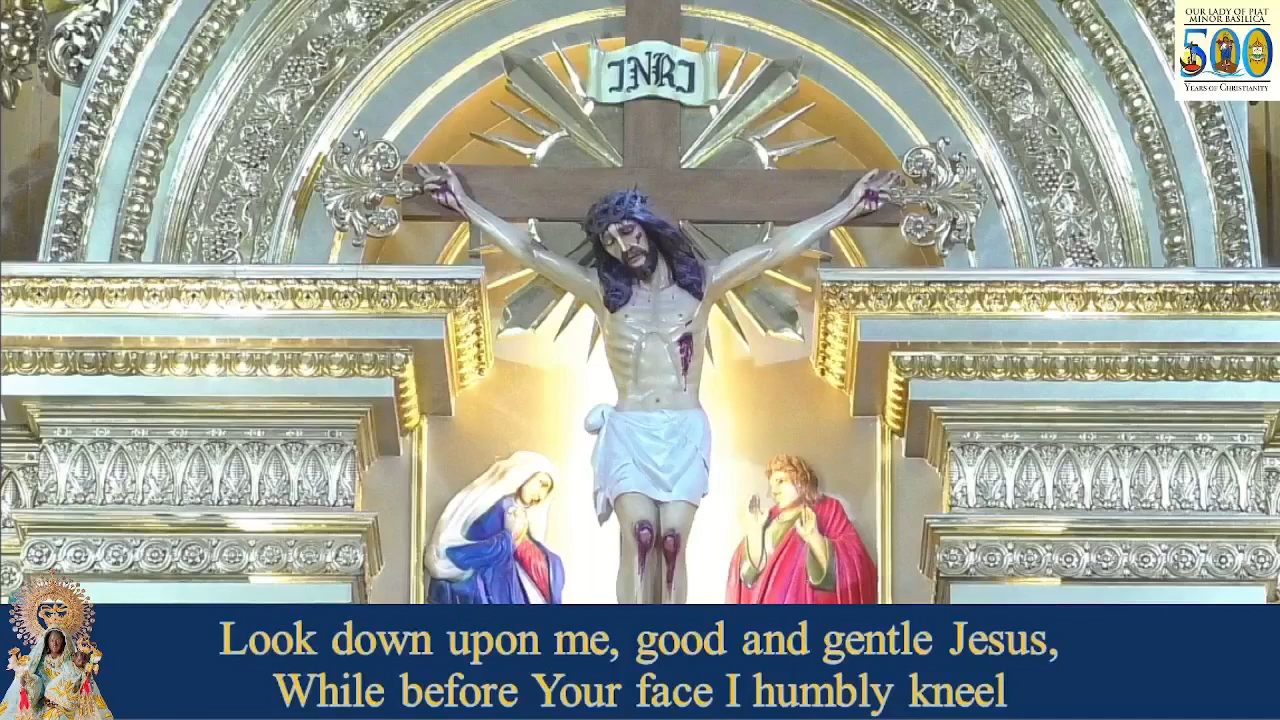 OUR LADY OF PIAT
MINOR BASILICA
500
YEARS OF CHRISTIANITY
INRI
Look down upon me, good and gentle Jesus,
While before Your face I humbly kneel